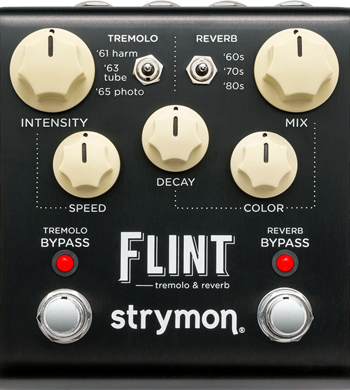 TREMOLO
REVERB
'61 harm
'63
tube
'65 photo
'60s
'70s
'80s
INTENSITY
MIX
DECAY
SPEED
COLOR
TREMOLO
BYPASS
REVERB
BYPASS
FLINT
tremolo & reverb
strymon®